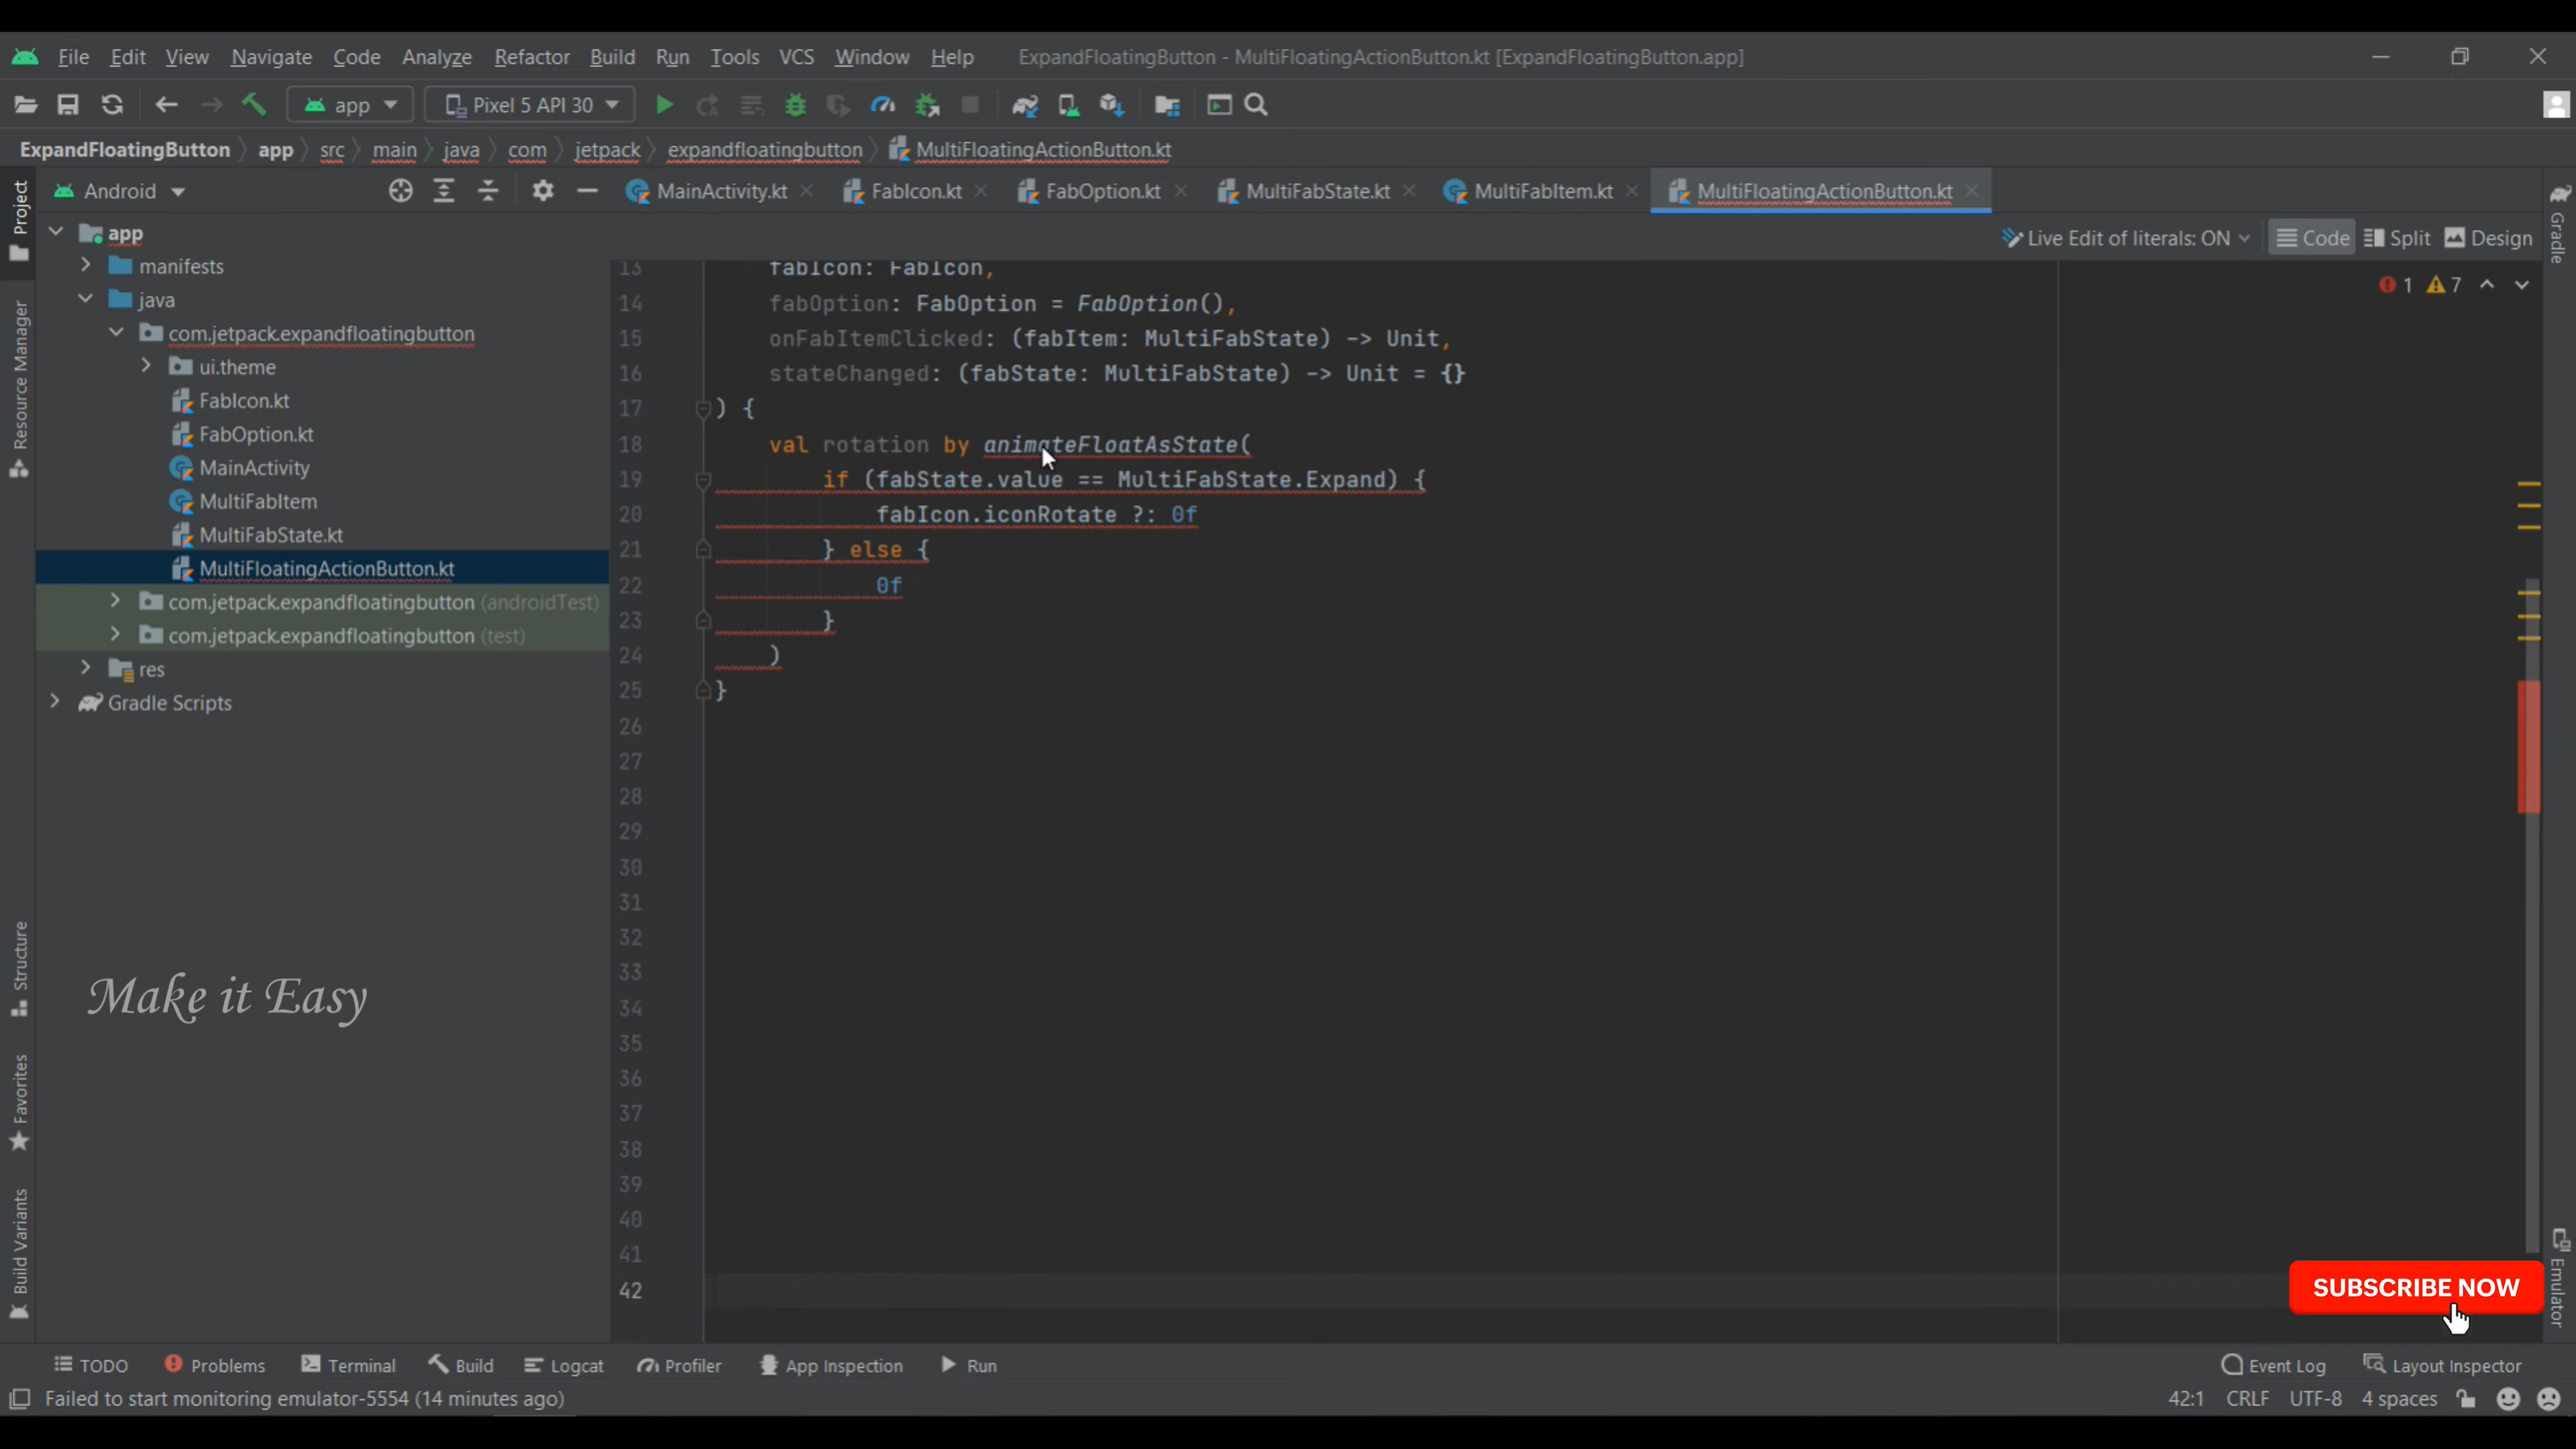 File Edit View Navigate Code Analyze Refactor Build Run Tools VCS Window Help ExpandFloatingButton - MultiFloatingActionButton.kt [ExpandFloatingButton.app]
app Pixel 5 API 30
ExpandFloatingButton app src main java com jetpack expandfloatingbutton MultiFloatingActionButton.kt
Android MainActivity.kt FabIcon.kt FabOption.kt MultiFabState.kt MultiFabItem.kt MultiFloatingActionButton.kt
Live Edit of literals: ON Code Split Design
Project
Resource Manager
Structure
Favorites
Build Variants
app
manifests
java
com.jetpack.expandfloatingbutton
ui.theme
FabIcon.kt
FabOption.kt
MainActivity
MultiFabItem
MultiFabState.kt
MultiFloatingActionButton.kt
com.jetpack.expandfloatingbutton (androidTest)
com.jetpack.expandfloatingbutton (test)
res
Gradle Scripts
Make it Easy
1 7
13 fabIcon: FabIcon,
14 fabOption: FabOption = FabOption(),
15 onFabItemClicked: (fabItem: MultiFabState) -> Unit,
16 stateChanged: (fabState: MultiFabState) -> Unit = {}
17 ) {
18 val rotation by animateFloatAsState(
19 if (fabState.value == MultiFabState.Expand) {
20 fabIcon.iconRotate ?: 0f
21 } else {
22 0f
23 }
24 )
25 }
26
27
28
29
30
31
32
33
34
35
36
37
38
39
40
41
42
Gradle
Emulator
SUBSCRIBE NOW
TODO Problems Terminal Build Logcat Profiler App Inspection Run Event Log Layout Inspector
Failed to start monitoring emulator-5554 (14 minutes ago) 42:1 CRLF UTF-8 4 spaces